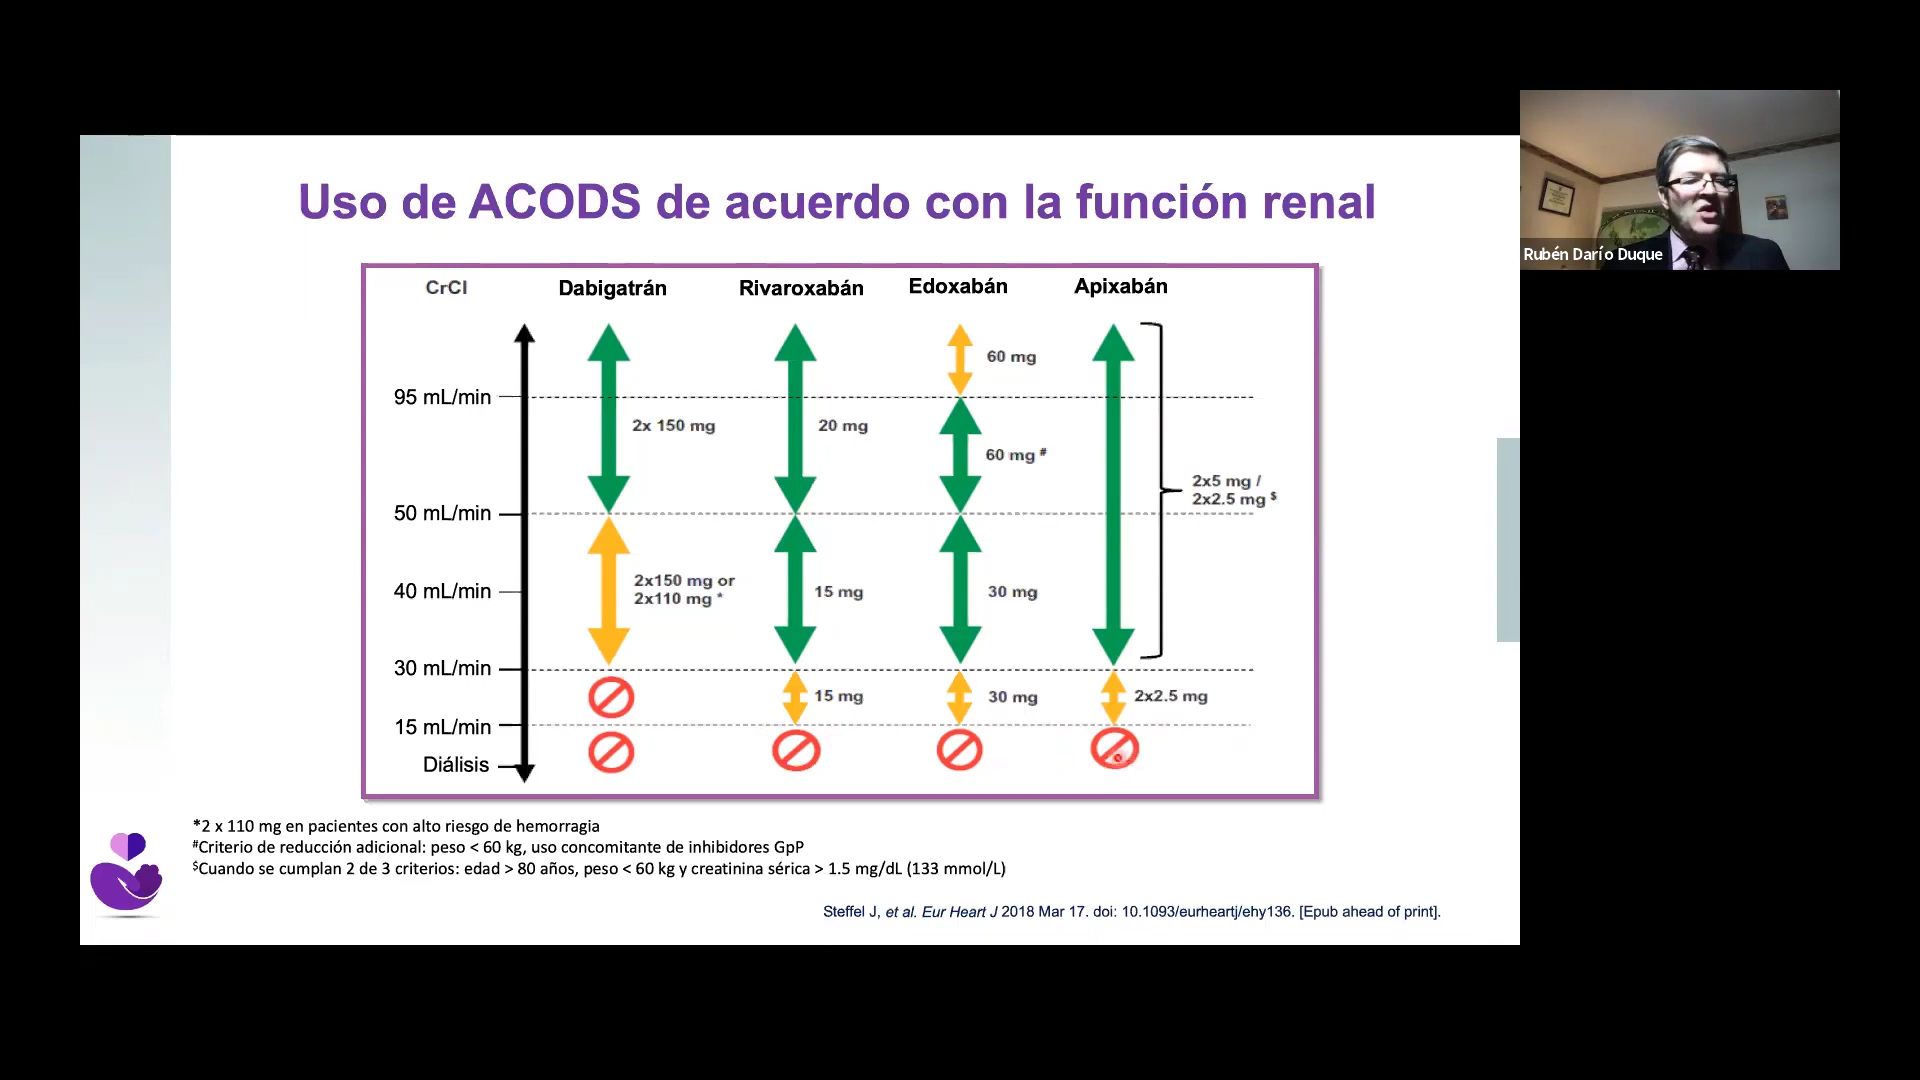 Uso de ACODS de acuerdo con la función renal
Rubén Darío Duque
CrCl
Dabigatrán
Rivaroxabán
Edoxabán
Apixabán
60 mg
95 mL/min
2x 150 mg
20 mg
60 mg #
2x5 mg /
2x2.5 mg $
50 mL/min
2x150 mg or
2x110 mg *
40 mL/min
15 mg
30 mg
30 mL/min
15 mg
30 mg
2x2.5 mg
15 mL/min
Diálisis
*2 x 110 mg en pacientes con alto riesgo de hemorragia
#Criterio de reducción adicional: peso < 60 kg, uso concomitante de inhibidores GpP
$Cuando se cumplan 2 de 3 criterios: edad > 80 años, peso < 60 kg y creatinina sérica > 1.5 mg/dL (133 mmol/L)
Steffel J, et al. Eur Heart J 2018 Mar 17. doi: 10.1093/eurheartj/ehy136. [Epub ahead of print].